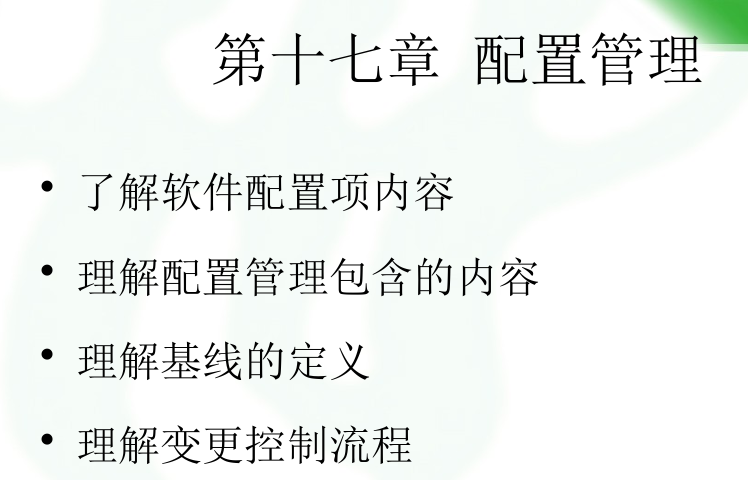 第十七章 配置管理
• 了解软件配置项内容
• 理解配置管理包含的内容
• 理解基线的定义
• 理解变更控制流程